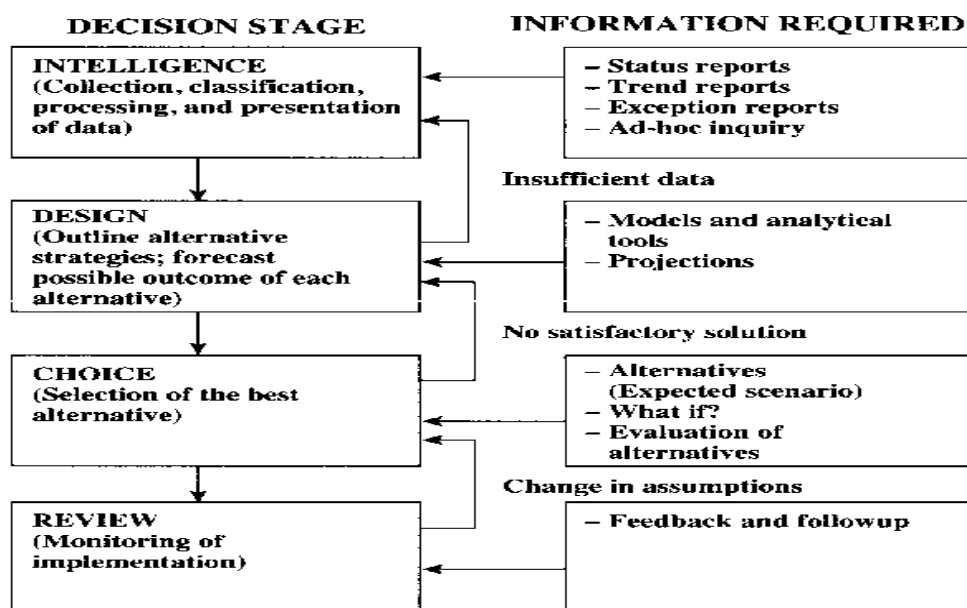 DECISION STAGE
INFORMATION REQUIRED
INTELLIGENCE
(Collection, classification,
processing, and presentation
of data)
– Status reports
– Trend reports
– Exception reports
– Ad-hoc inquiry
Insufficient data
DESIGN
(Outline alternative
strategies; forecast
possible outcome of each
alternative)
– Models and analytical
tools
– Projections
No satisfactory solution
CHOICE
(Selection of the best
alternative)
– Alternatives
(Expected scenario)
– What if?
– Evaluation of
alternatives
Change in assumptions
REVIEW
(Monitoring of
implementation)
– Feedback and followup